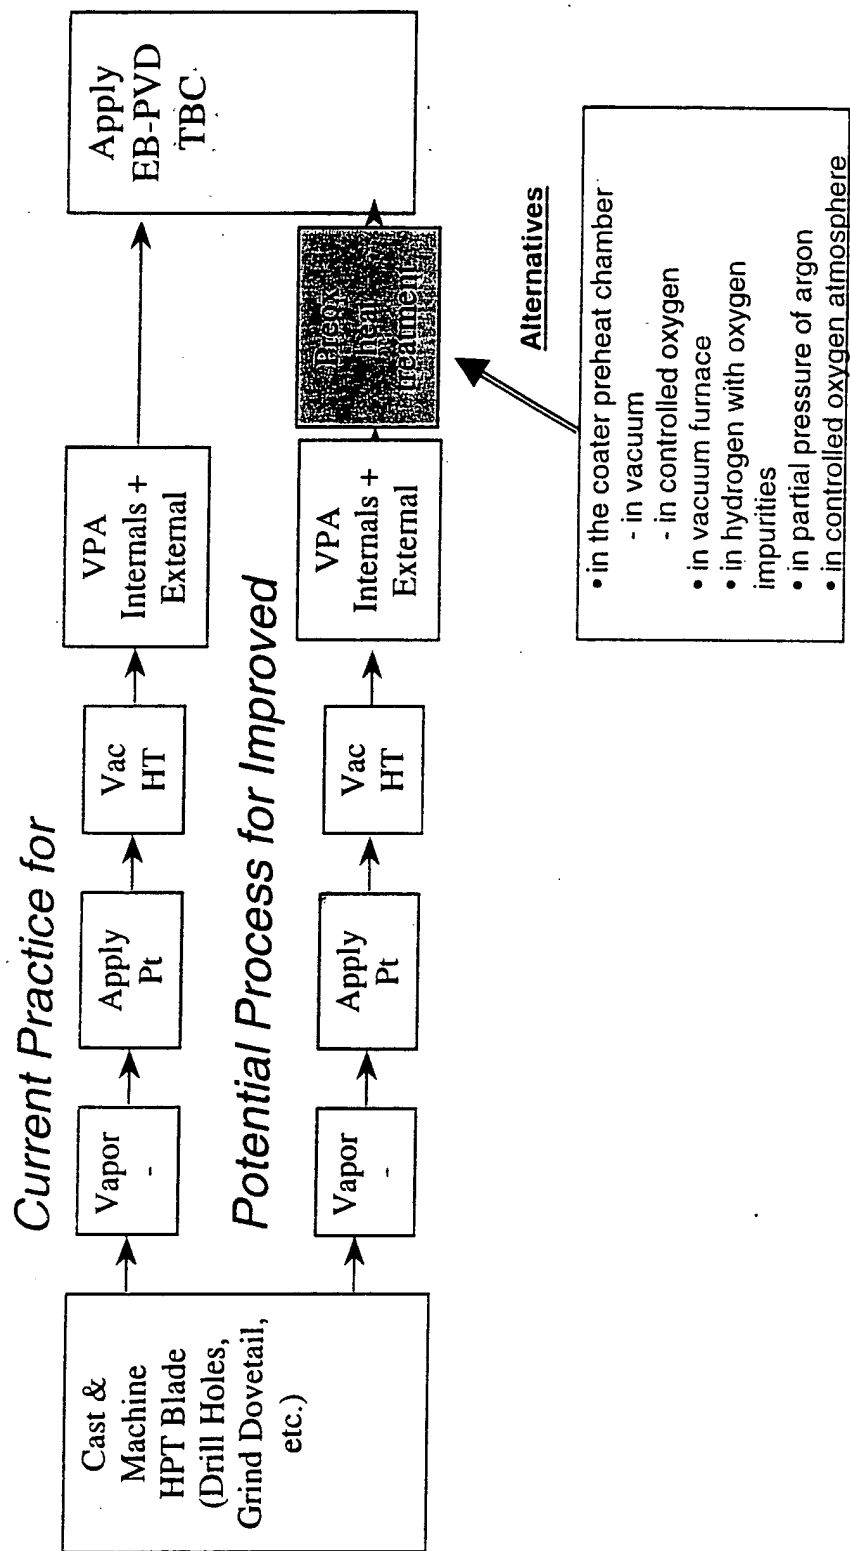 Current Practice for
Cast &
Machine
HPT Blade
(Drill Holes,
Grind Dovetail,
etc.)
Vapor
-
Apply
Pt
Vac
HT
VPA
Internals +
External
Apply
EB-PVD
TBC
Potential Process for Improved
Vapor
-
Apply
Pt
Vac
HT
VPA
Internals +
External
Preox
heat
treatment
Alternatives
• in the coater preheat chamber
- in vacuum
- in controlled oxygen
• in vacuum furnace
• in hydrogen with oxygen
impurities
• in partial pressure of argon
• in controlled oxygen atmosphere